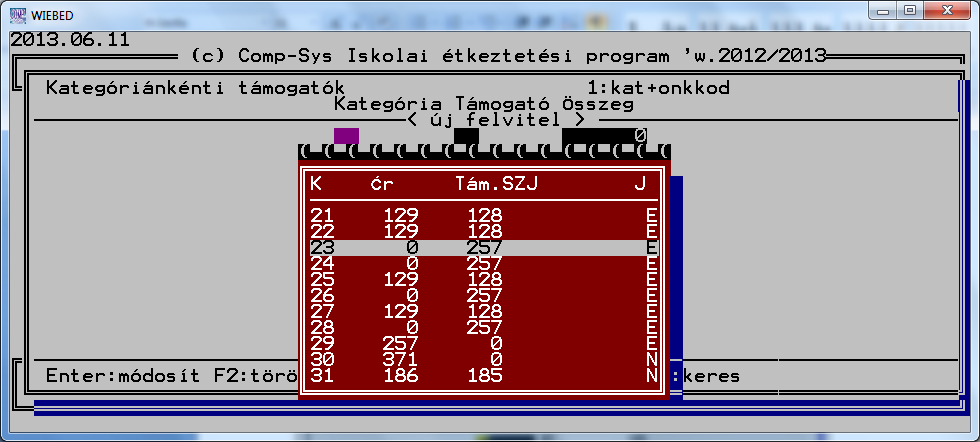 WIEBED
2013.06.11
(c) Comp-Sys Iskolai étkeztetési program 'w.2012/2013
Kategóriánkénti támogatók 1:kat+onkkod
Kategória Támogató Összeg
< új felvitel >
0
K ćr Tám.SZJ J
21 129 128 E
22 129 128 E
23 0 257 E
24 0 257 E
25 129 128 E
26 0 257 E
27 129 128 E
28 0 257 E
29 257 0 E
30 371 0 N
31 186 185 N
Enter:módosít F2:törö :keres